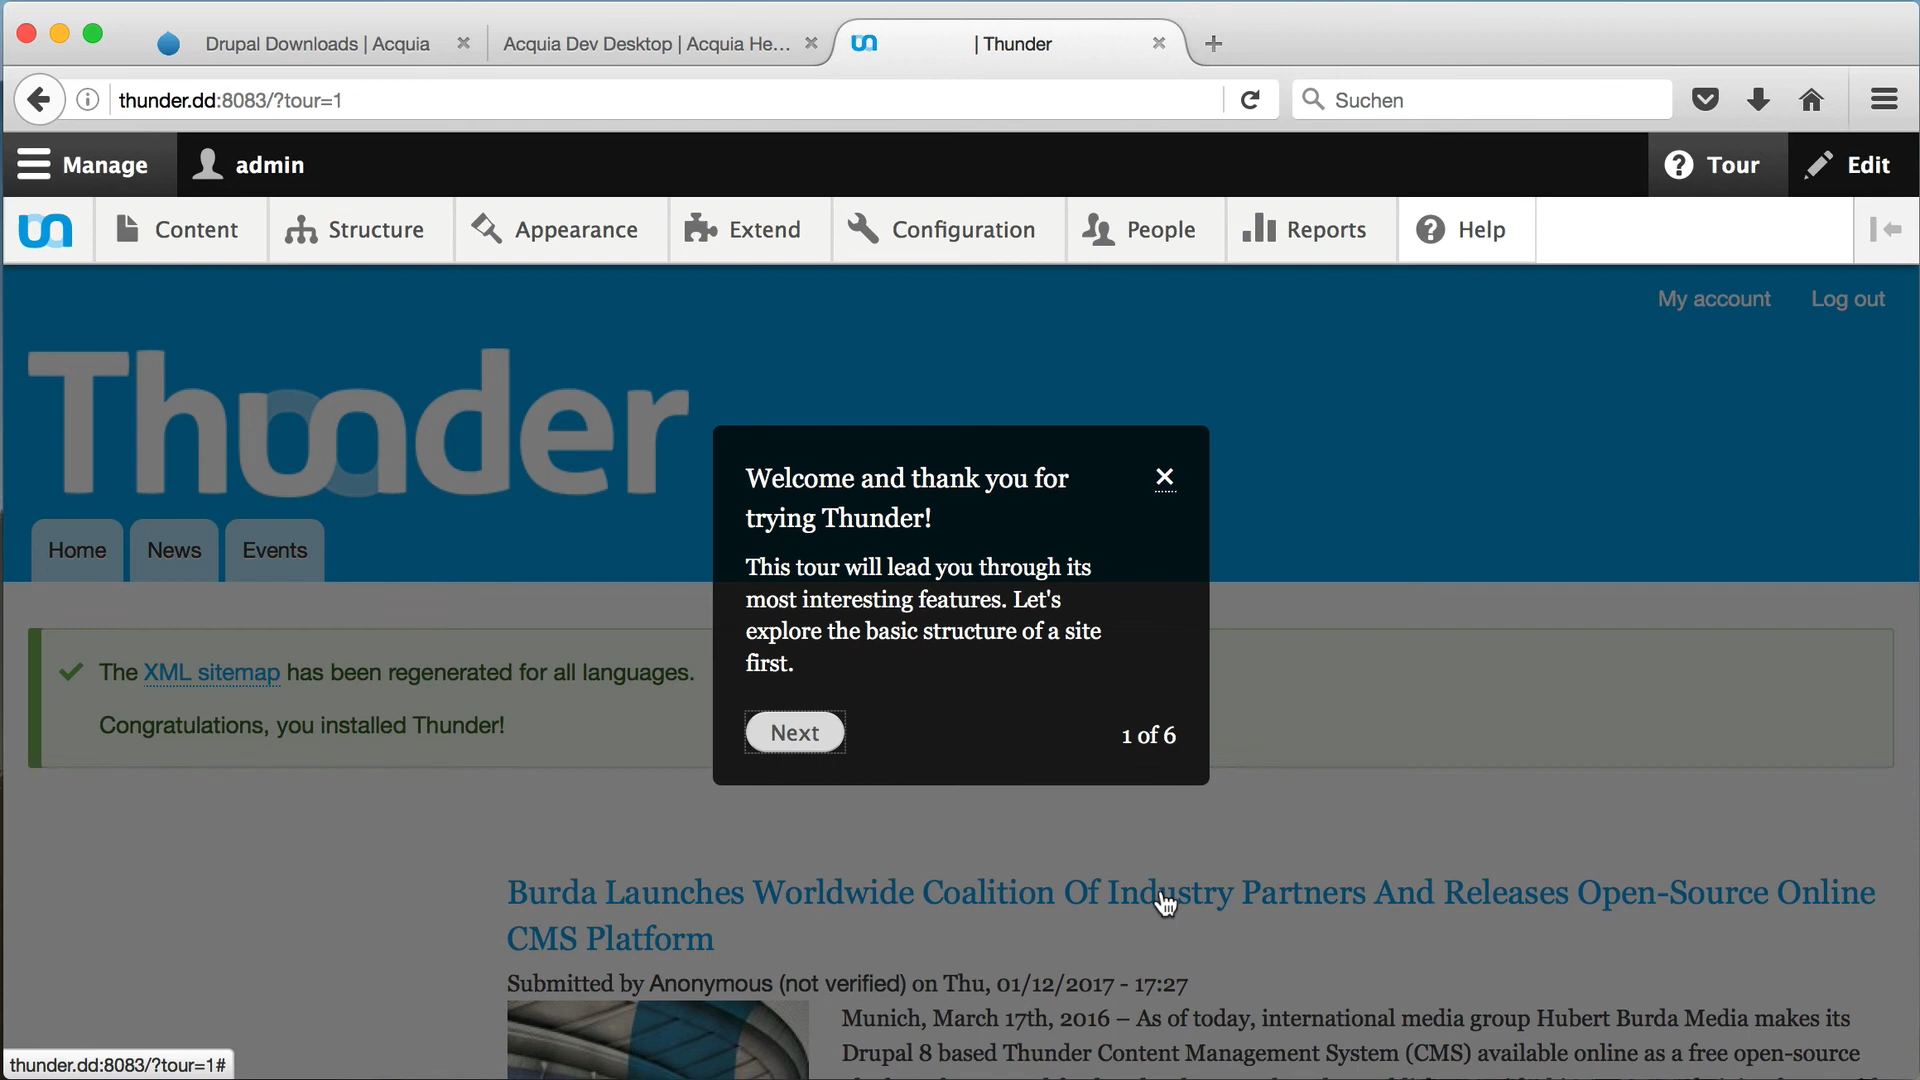 Drupal Downloads | Acquia
Acquia Dev Desktop | Acquia He...
| Thunder
thunder.dd:8083/?tour=1
Suchen
Manage
admin
Tour
Edit
Content
Structure
Appearance
Extend
Configuration
People
Reports
Help
My account
Log out
Thunder
Home
News
Events
Welcome and thank you for
trying Thunder!
This tour will lead you through its
most interesting features. Let's
explore the basic structure of a site
first.
Next
1 of 6
The XML sitemap has been regenerated for all languages.
Congratulations, you installed Thunder!
Burda Launches Worldwide Coalition Of Industry Partners And Releases Open-Source Online
CMS Platform
Submitted by Anonymous (not verified) on Thu, 01/12/2017 - 17:27
Munich, March 17th, 2016 – As of today, international media group Hubert Burda Media makes its
Drupal 8 based Thunder Content Management System (CMS) available online as a free open-source
thunder.dd:8083/?tour=1#